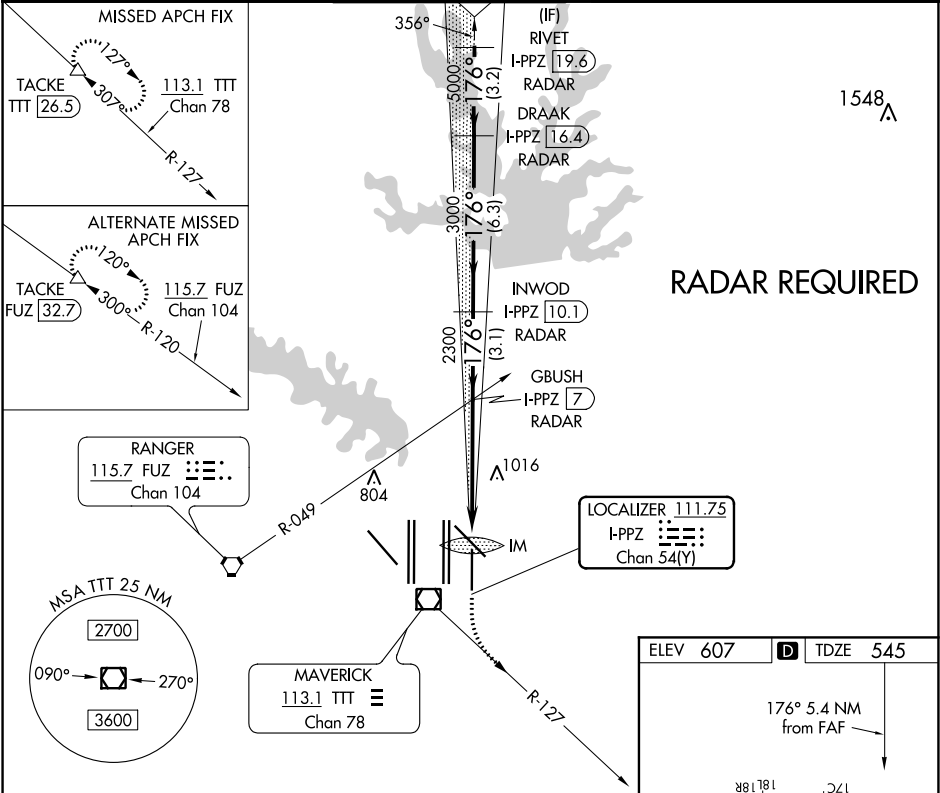 MISSED APCH FIX
127°
TACKE
TTT 26.5
307°
113.1 TTT
Chan 78
R-127
ALTERNATE MISSED
APCH FIX
120°
TACKE
FUZ 32.7
300°
115.7 FUZ
Chan 104
R-120
356°
(IF)
RIVET
I-PPZ 19.6
RADAR
5000
176°
(3.2)
DRAAK
I-PPZ 16.4
RADAR
1548
3000
176°
(6.3)
RADAR REQUIRED
INWOD
I-PPZ 10.1
RADAR
2300
176°
(3.1)
GBUSH
I-PPZ 7
RADAR
RANGER
115.7 FUZ
Chan 104
804
1016
R-049
LOCALIZER 111.75
I-PPZ
Chan 54(Y)
IM
MSA TTT 25 NM
2700
090°
270°
3600
MAVERICK
113.1 TTT
Chan 78
R-127
ELEV 607 D TDZE 545
176° 5.4 NM
from FAF
18L18R
17C